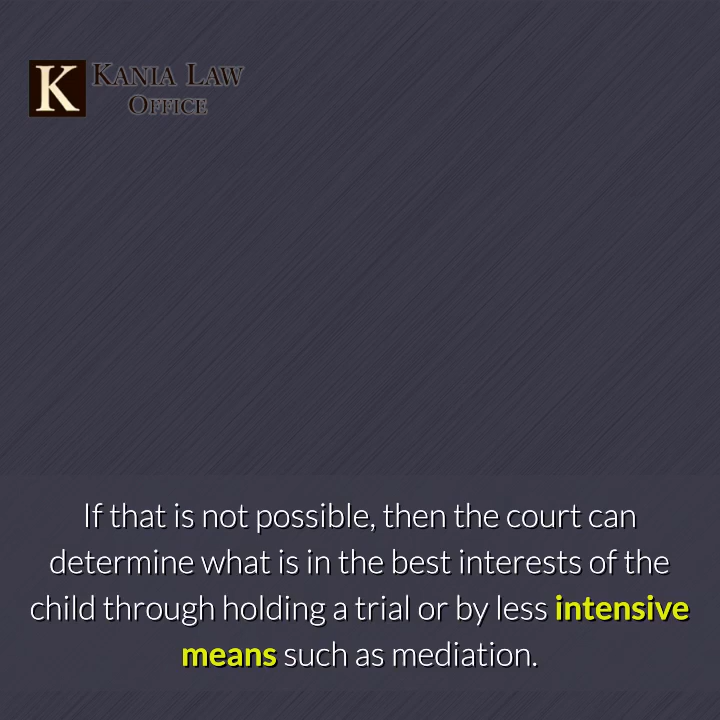 K KANIA LAW
OFFICE
If that is not possible, then the court can
determine what is in the best interests of the
child through holding a trial or by less intensive
means such as mediation.